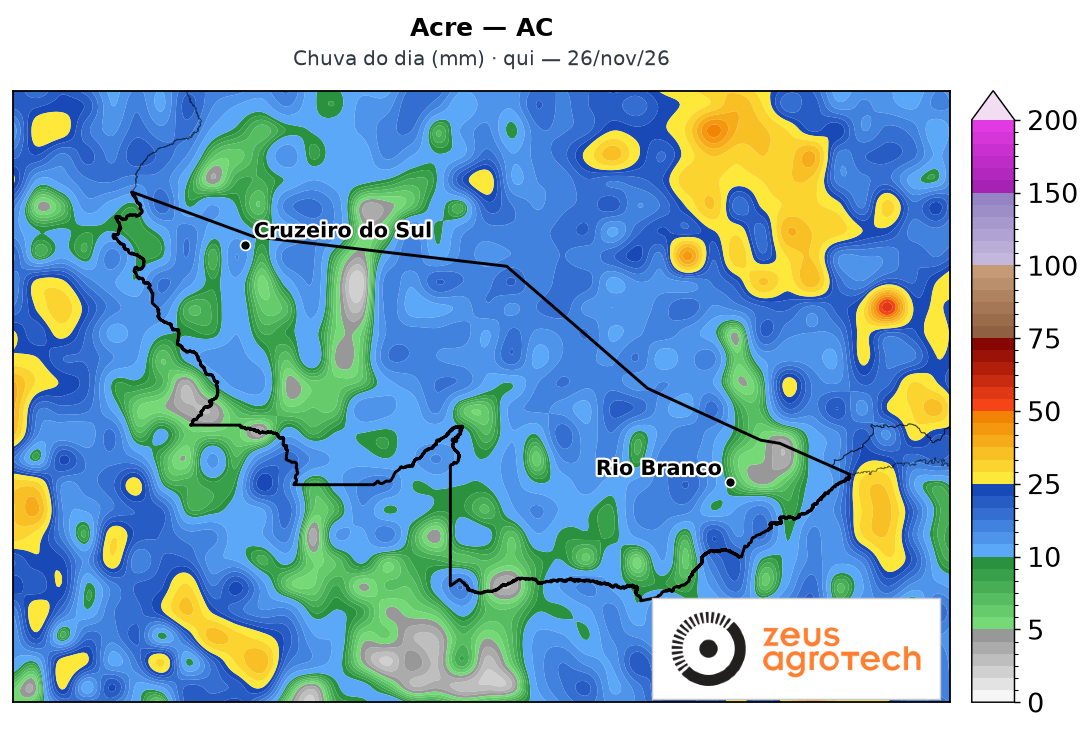 Acre — AC
Chuva do dia (mm) · qui — 26/nov/26
200
150
100
75
50
25
10
5
0
Cruzeiro do Sul
Rio Branco
zeus
agrotech